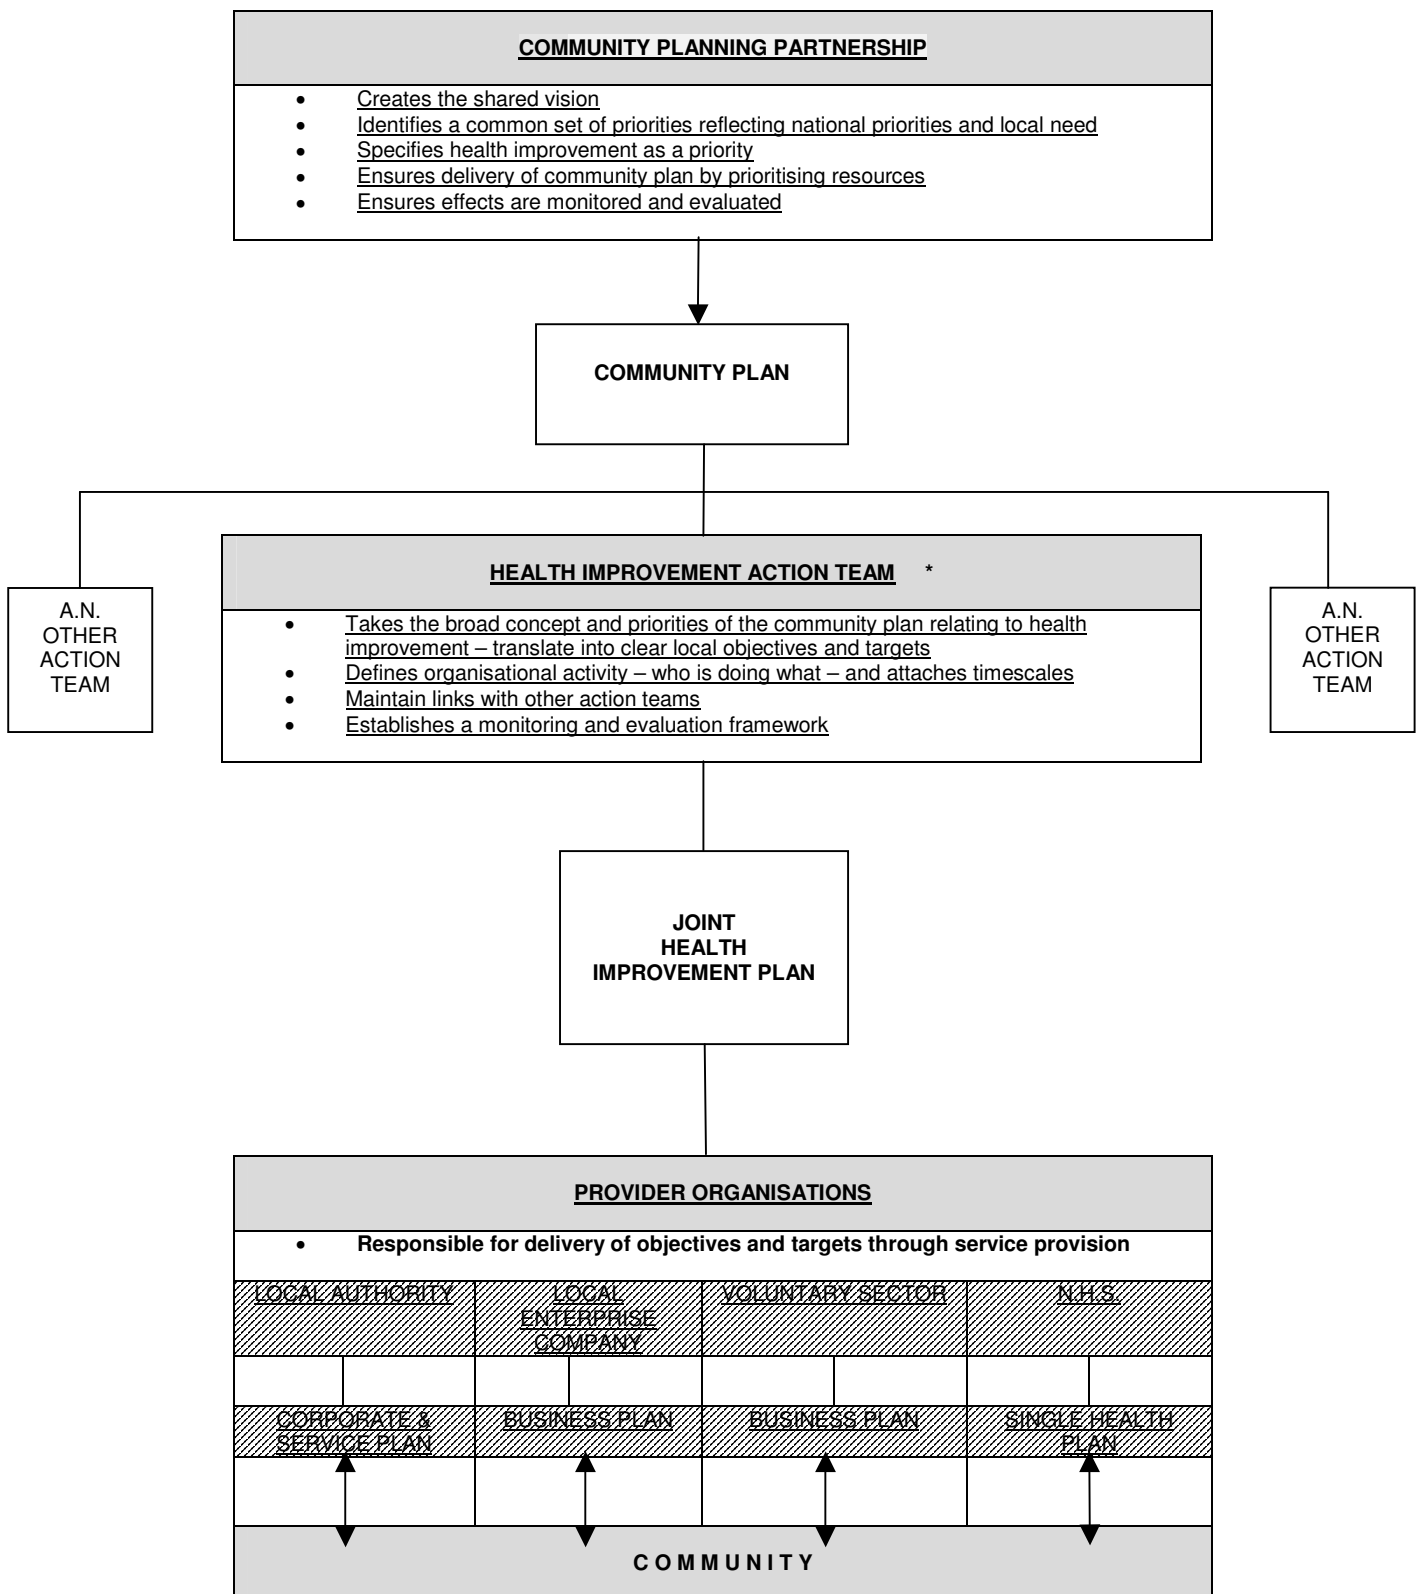 COMMUNITY PLANNING PARTNERSHIP
• Creates the shared vision
• Identifies a common set of priorities reflecting national priorities and local need
• Specifies health improvement as a priority
• Ensures delivery of community plan by prioritising resources
• Ensures effects are monitored and evaluated
COMMUNITY PLAN
A.N.
OTHER
ACTION
TEAM
HEALTH IMPROVEMENT ACTION TEAM *
• Takes the broad concept and priorities of the community plan relating to health
improvement – translate into clear local objectives and targets
• Defines organisational activity – who is doing what – and attaches timescales
• Maintain links with other action teams
• Establishes a monitoring and evaluation framework
A.N.
OTHER
ACTION
TEAM
JOINT
HEALTH
IMPROVEMENT PLAN
PROVIDER ORGANISATIONS
• Responsible for delivery of objectives and targets through service provision
LOCAL AUTHORITY
LOCAL
ENTERPRISE
COMPANY
VOLUNTARY SECTOR
N.H.S.
CORPORATE &
SERVICE PLAN
BUSINESS PLAN
BUSINESS PLAN
SINGLE HEALTH
PLAN
C O M M U N I T Y